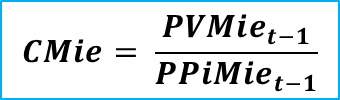 CMie = PVMie_{t−1} / PPiMie_{t−1}